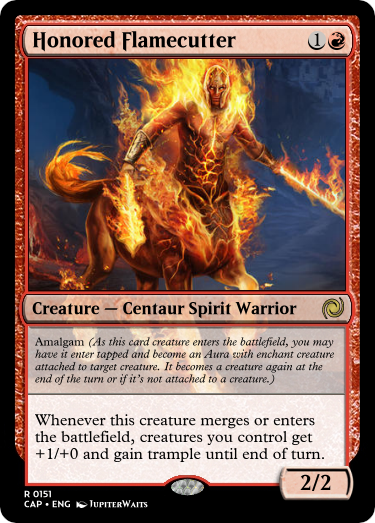 Honored Flamecutter 1
Creature — Centaur Spirit Warrior
Amalgam (As this card creature enters the battlefield, you may
have it enter tapped and become an Aura with enchant creature
attached to target creature. It becomes a creature again at the
end of the turn or if it's not attached to a creature.)
Whenever this creature merges or enters
the battlefield, creatures you control get
+1/+0 and gain trample until end of turn.
2/2
R 0151
CAP • ENG JupiterWaits